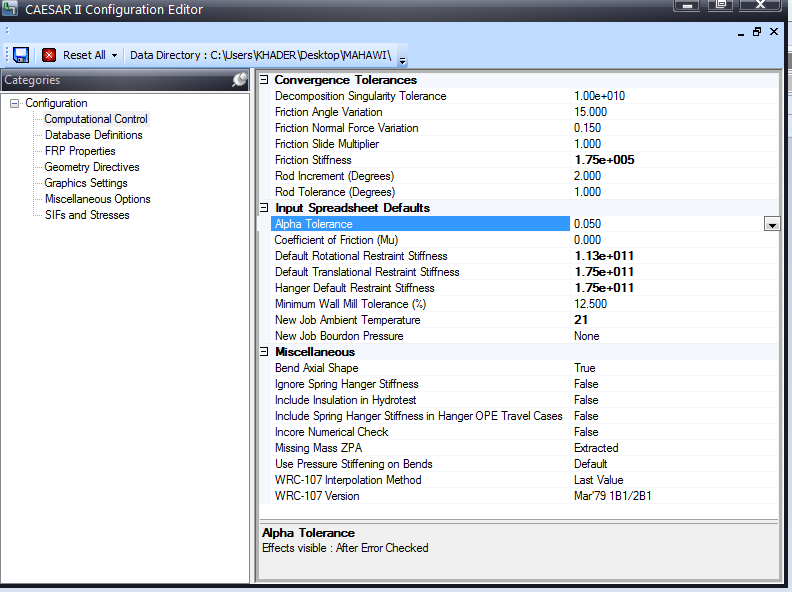 CAESAR II Configuration Editor
Reset All
Data Directory : C:\Users\KHADER\Desktop\MAHAWI\
Categories
Configuration
Computational Control
Database Definitions
FRP Properties
Geometry Directives
Graphics Settings
Miscellaneous Options
SIFs and Stresses
Convergence Tolerances
Decomposition Singularity Tolerance 1.00e+010
Friction Angle Variation 15.000
Friction Normal Force Variation 0.150
Friction Slide Multiplier 1.000
Friction Stiffness 1.75e+005
Rod Increment (Degrees) 2.000
Rod Tolerance (Degrees) 1.000
Input Spreadsheet Defaults
Alpha Tolerance 0.050
Coefficient of Friction (Mu) 0.000
Default Rotational Restraint Stiffness 1.13e+011
Default Translational Restraint Stiffness 1.75e+011
Hanger Default Restraint Stiffness 1.75e+011
Minimum Wall Mill Tolerance (%) 12.500
New Job Ambient Temperature 21
New Job Bourdon Pressure None
Miscellaneous
Bend Axial Shape True
Ignore Spring Hanger Stiffness False
Include Insulation in Hydrotest False
Include Spring Hanger Stiffness in Hanger OPE Travel Cases False
Incore Numerical Check False
Missing Mass ZPA Extracted
Use Pressure Stiffening on Bends Default
WRC-107 Interpolation Method Last Value
WRC-107 Version Mar'79 1B1/2B1
Alpha Tolerance
Effects visible : After Error Checked